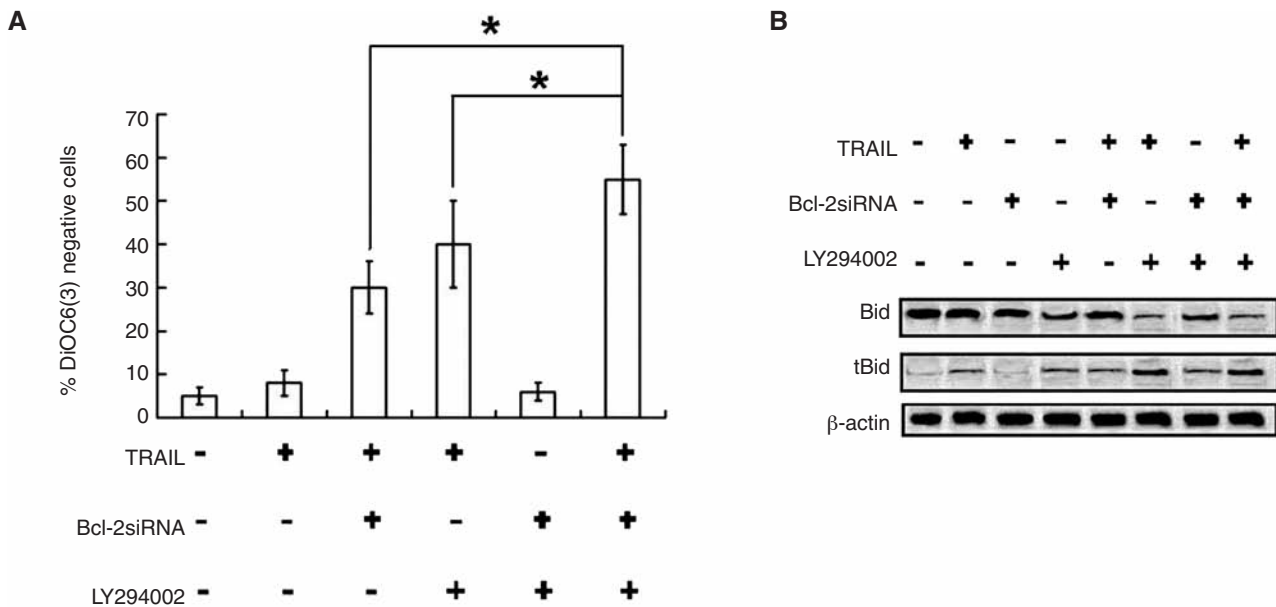 A
*
*
70
60
50
40
30
20
10
0
% DiOC6(3) negative cells
TRAIL - + + + - +
Bcl-2siRNA - - + - + +
LY294002 - - - + + +
B
TRAIL - + - - + + - +
Bcl-2siRNA - - + - + - + +
LY294002 - - - + - + + +
Bid
tBid
β-actin